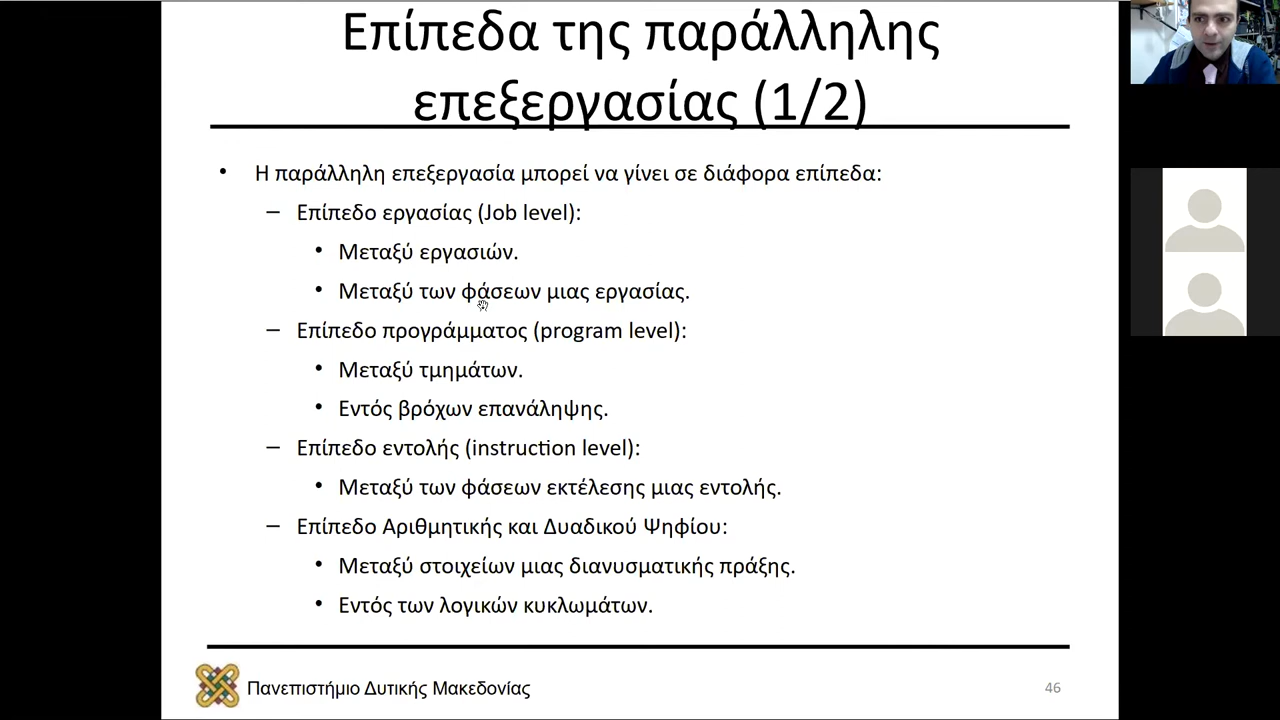 Επίπεδα της παράλληλης
επεξεργασίας (1/2)
• Η παράλληλη επεξεργασία μπορεί να γίνει σε διάφορα επίπεδα:
– Επίπεδο εργασίας (Job level):
• Μεταξύ εργασιών.
• Μεταξύ των φάσεων μιας εργασίας.
– Επίπεδο προγράμματος (program level):
• Μεταξύ τμημάτων.
• Εντός βρόχων επανάληψης.
– Επίπεδο εντολής (instruction level):
• Μεταξύ των φάσεων εκτέλεσης μιας εντολής.
– Επίπεδο Αριθμητικής και Δυαδικού Ψηφίου:
• Μεταξύ στοιχείων μιας διανυσματικής πράξης.
• Εντός των λογικών κυκλωμάτων.
Πανεπιστήμιο Δυτικής Μακεδονίας
46